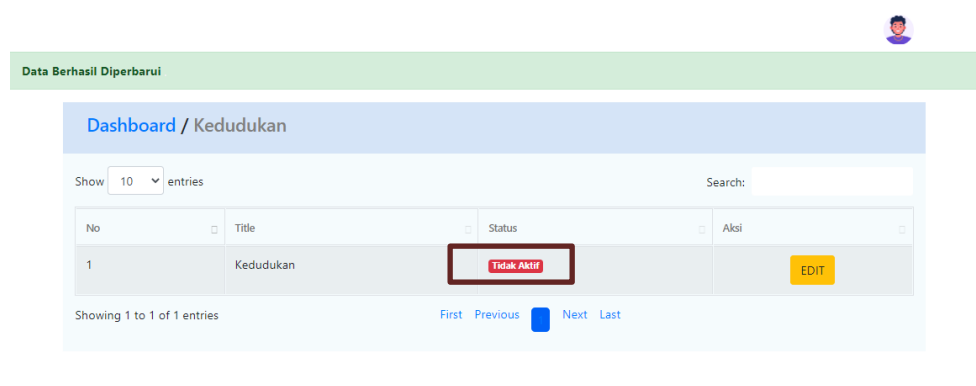 Data Berhasil Diperbarui
Dashboard / Kedudukan
Show 10 entries Search:
No Title Status Aksi
1 Kedudukan Tidak Aktif EDIT
Showing 1 to 1 of 1 entries First Previous 1 Next Last